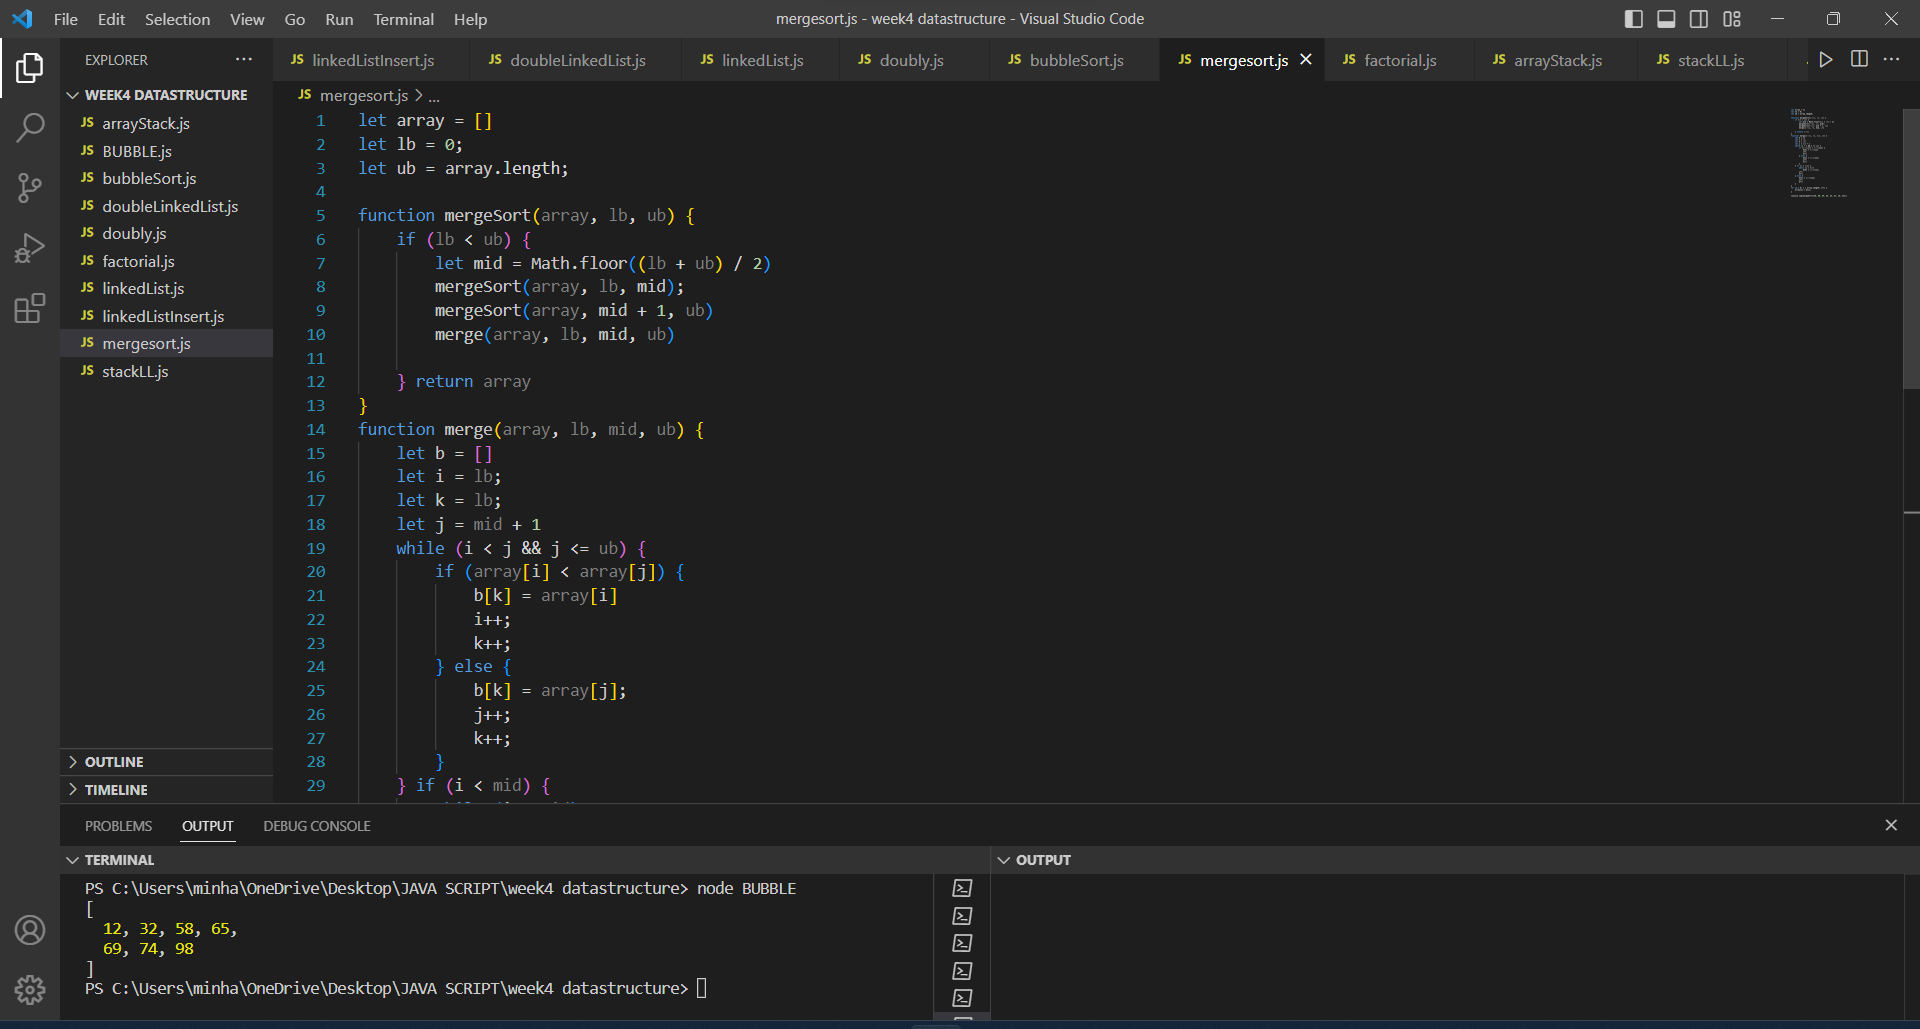 File Edit Selection View Go Run Terminal Help
mergesort.js - week4 datastructure - Visual Studio Code
EXPLORER ...
JS linkedListInsert.js JS doubleLinkedList.js JS linkedList.js JS doubly.js JS bubbleSort.js JS mergesort.js JS factorial.js JS arrayStack.js JS stackLL.js
WEEK4 DATASTRUCTURE
JS arrayStack.js
JS BUBBLE.js
JS bubbleSort.js
JS doubleLinkedList.js
JS doubly.js
JS factorial.js
JS linkedList.js
JS linkedListInsert.js
JS mergesort.js
JS stackLL.js
OUTLINE
TIMELINE
JS mergesort.js > ...
1 let array = []
2 let lb = 0;
3 let ub = array.length;
4
5 function mergeSort(array, lb, ub) {
6 if (lb < ub) {
7 let mid = Math.floor((lb + ub) / 2)
8 mergeSort(array, lb, mid);
9 mergeSort(array, mid + 1, ub)
10 merge(array, lb, mid, ub)
11
12 } return array
13 }
14 function merge(array, lb, mid, ub) {
15 let b = []
16 let i = lb;
17 let k = lb;
18 let j = mid + 1
19 while (i < j && j <= ub) {
20 if (array[i] < array[j]) {
21 b[k] = array[i]
22 i++;
23 k++;
24 } else {
25 b[k] = array[j];
26 j++;
27 k++;
28 }
29 } if (i < mid) {
PROBLEMS OUTPUT DEBUG CONSOLE
TERMINAL
PS C:\Users\minha\OneDrive\Desktop\JAVA SCRIPT\week4 datastructure> node BUBBLE
[
12, 32, 58, 65,
69, 74, 98
]
PS C:\Users\minha\OneDrive\Desktop\JAVA SCRIPT\week4 datastructure>
OUTPUT